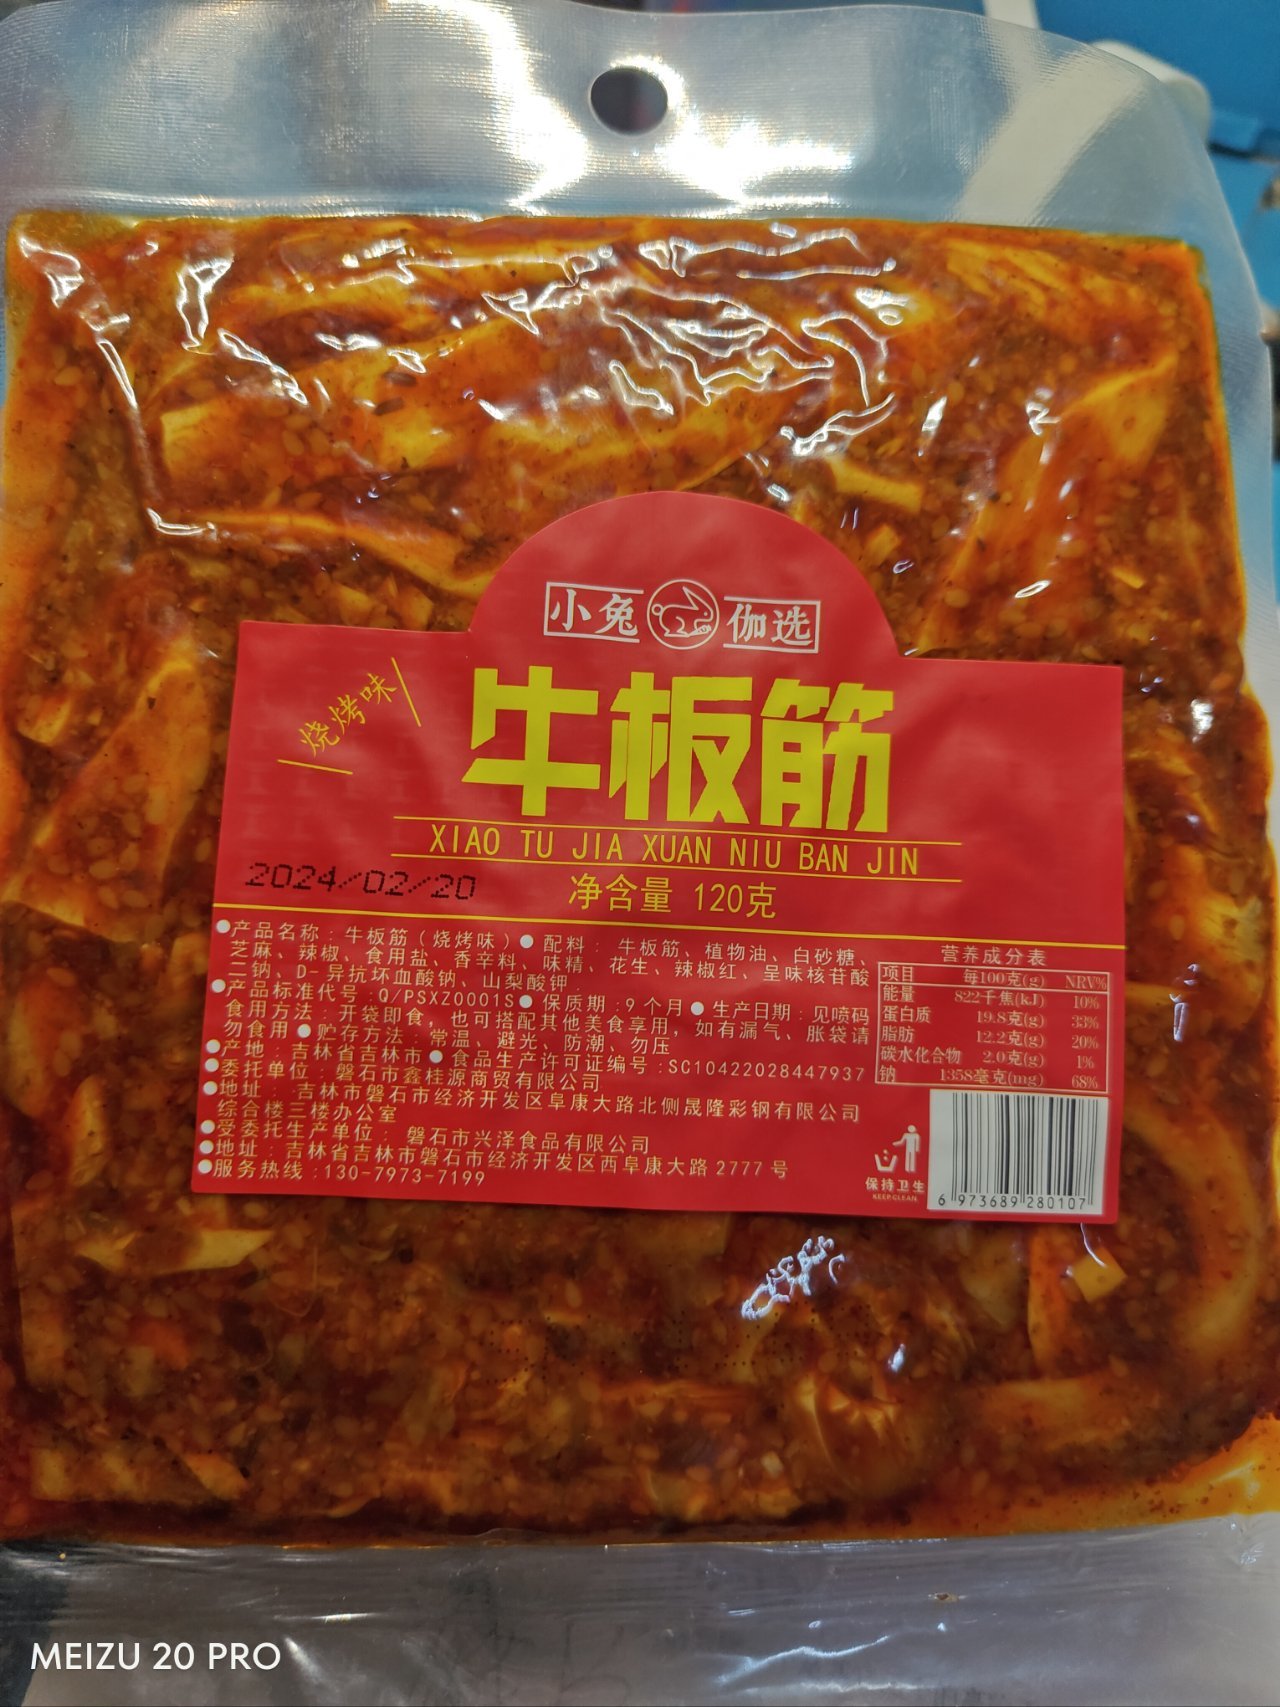 小兔伽选
烧烤味
牛板筋
XIAO TU JIA XUAN NIU BAN JIN
2024/02/20
净含量 120克
●产品名称：牛板筋（烧烤味）● 配料：牛板筋、植物油、白砂糖、
芝麻、辣椒、食用盐、香辛料、味精、花生、辣椒红、呈味核苷酸
二钠、D-异抗坏血酸钠、山梨酸钾.
●产品标准代号：Q/PSXZ0001S● 保质期：9个月● 生产日期：见喷码
食用方法：开袋即食，也可搭配其他美食享用，如有漏气、胀袋请
勿食用 ●贮存方法：常温、避光、防潮、勿压
●产地：吉林省吉林市● 食品生产许可证编号：SC10422028447937
●委托单位：磐石市鑫桂源商贸有限公司
●地址：吉林市磐石市经济开发区阜康大路北侧晟隆彩钢有限公司
综合楼三楼办公室
●受委托生产单位：磐石市兴泽食品有限公司
●地址：吉林省吉林市磐石市经济开发区西阜康大路2777号
●服务热线：130-7973-7199
营养成分表
项目 每100克(g) NRV%
能量 822千焦(kJ) 10%
蛋白质 19.8克(g) 33%
脂肪 12.2克(g) 20%
碳水化合物 2.0克(g) 1%
钠 1358毫克(mg) 68%
保持卫生
KEEP CLEAN
6 973689 280107
MEIZU 20 PRO